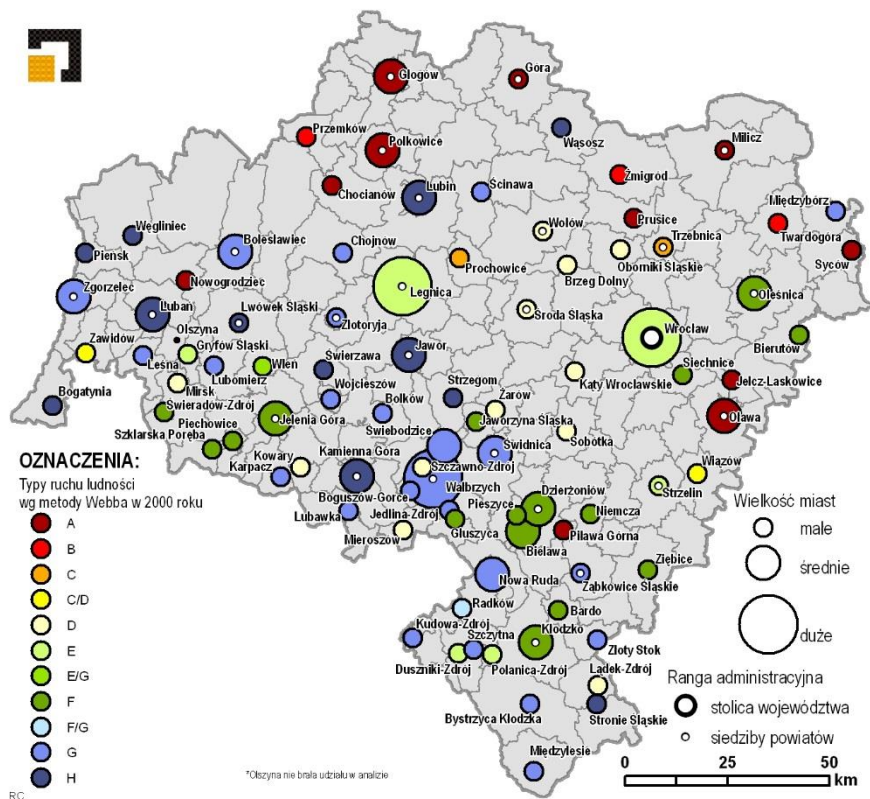 Głogów
Góra
Przemków
Polkowice
Wąsosz
Milicz
Żmigród
Chocianów
Lubin
Ścinawa
Międzybórz
Prusice
Twardogóra
Węgliniec
Wołów
Trzebnica
Syców
Bolesławiec
Chojnów
Pieńsk
Prochowice
Oborniki Śląskie
Brzeg Dolny
Nowogrodziec
Legnica
Oleśnica
Zgorzelec
Lubań
Lwówek Śląski
Złotoryja
Środa Śląska
Olszyna
Wrocław
Zawidów
Gryfów Śląski
Jawor
Bierutów
Leśna
Lubomierz
Wleń
Świerzawa
Siechnice
Mirsk
Wojcieszów
Strzegom
Kąty Wrocławskie
Jelcz-Laskowice
Bogatynia
Świeradów-Zdrój
Bolków
Żarów
Piechowice
Jelenia Góra
Jaworzyna Śląska
Oława
Szklarska Poręba
Świebodzice
Sobótka
Kowary
Kamienna Góra
Świdnica
Karpacz
Szczawno-Zdrój
Wiązów
Wałbrzych
Boguszów-Gorce
Strzelin
Dzierżoniów
Lubawka
Jedlina-Zdrój
Pieszyce
Niemcza
Mieroszów
Głuszyca
Piława Górna
Bielawa
Ziębice
Nowa Ruda
Ząbkowice Śląskie
Radków
Bardo
Kudowa-Zdrój
Szczytna
Kłodzko
Złoty Stok
Duszniki-Zdrój
Polanica-Zdrój
Lądek-Zdrój
Bystrzyca Kłodzka
Stronie Śląskie
Międzylesie
OZNACZENIA:
Typy ruchu ludności
wg metody Webba w 2000 roku
A
B
C
C/D
D
E
E/G
F
F/G
G
H
Wielkość miast
małe
średnie
duże
Ranga administracyjna
stolica województwa
siedziby powiatów
0 25 50
km
*Olszyna nie brała udziału w analizie
RC